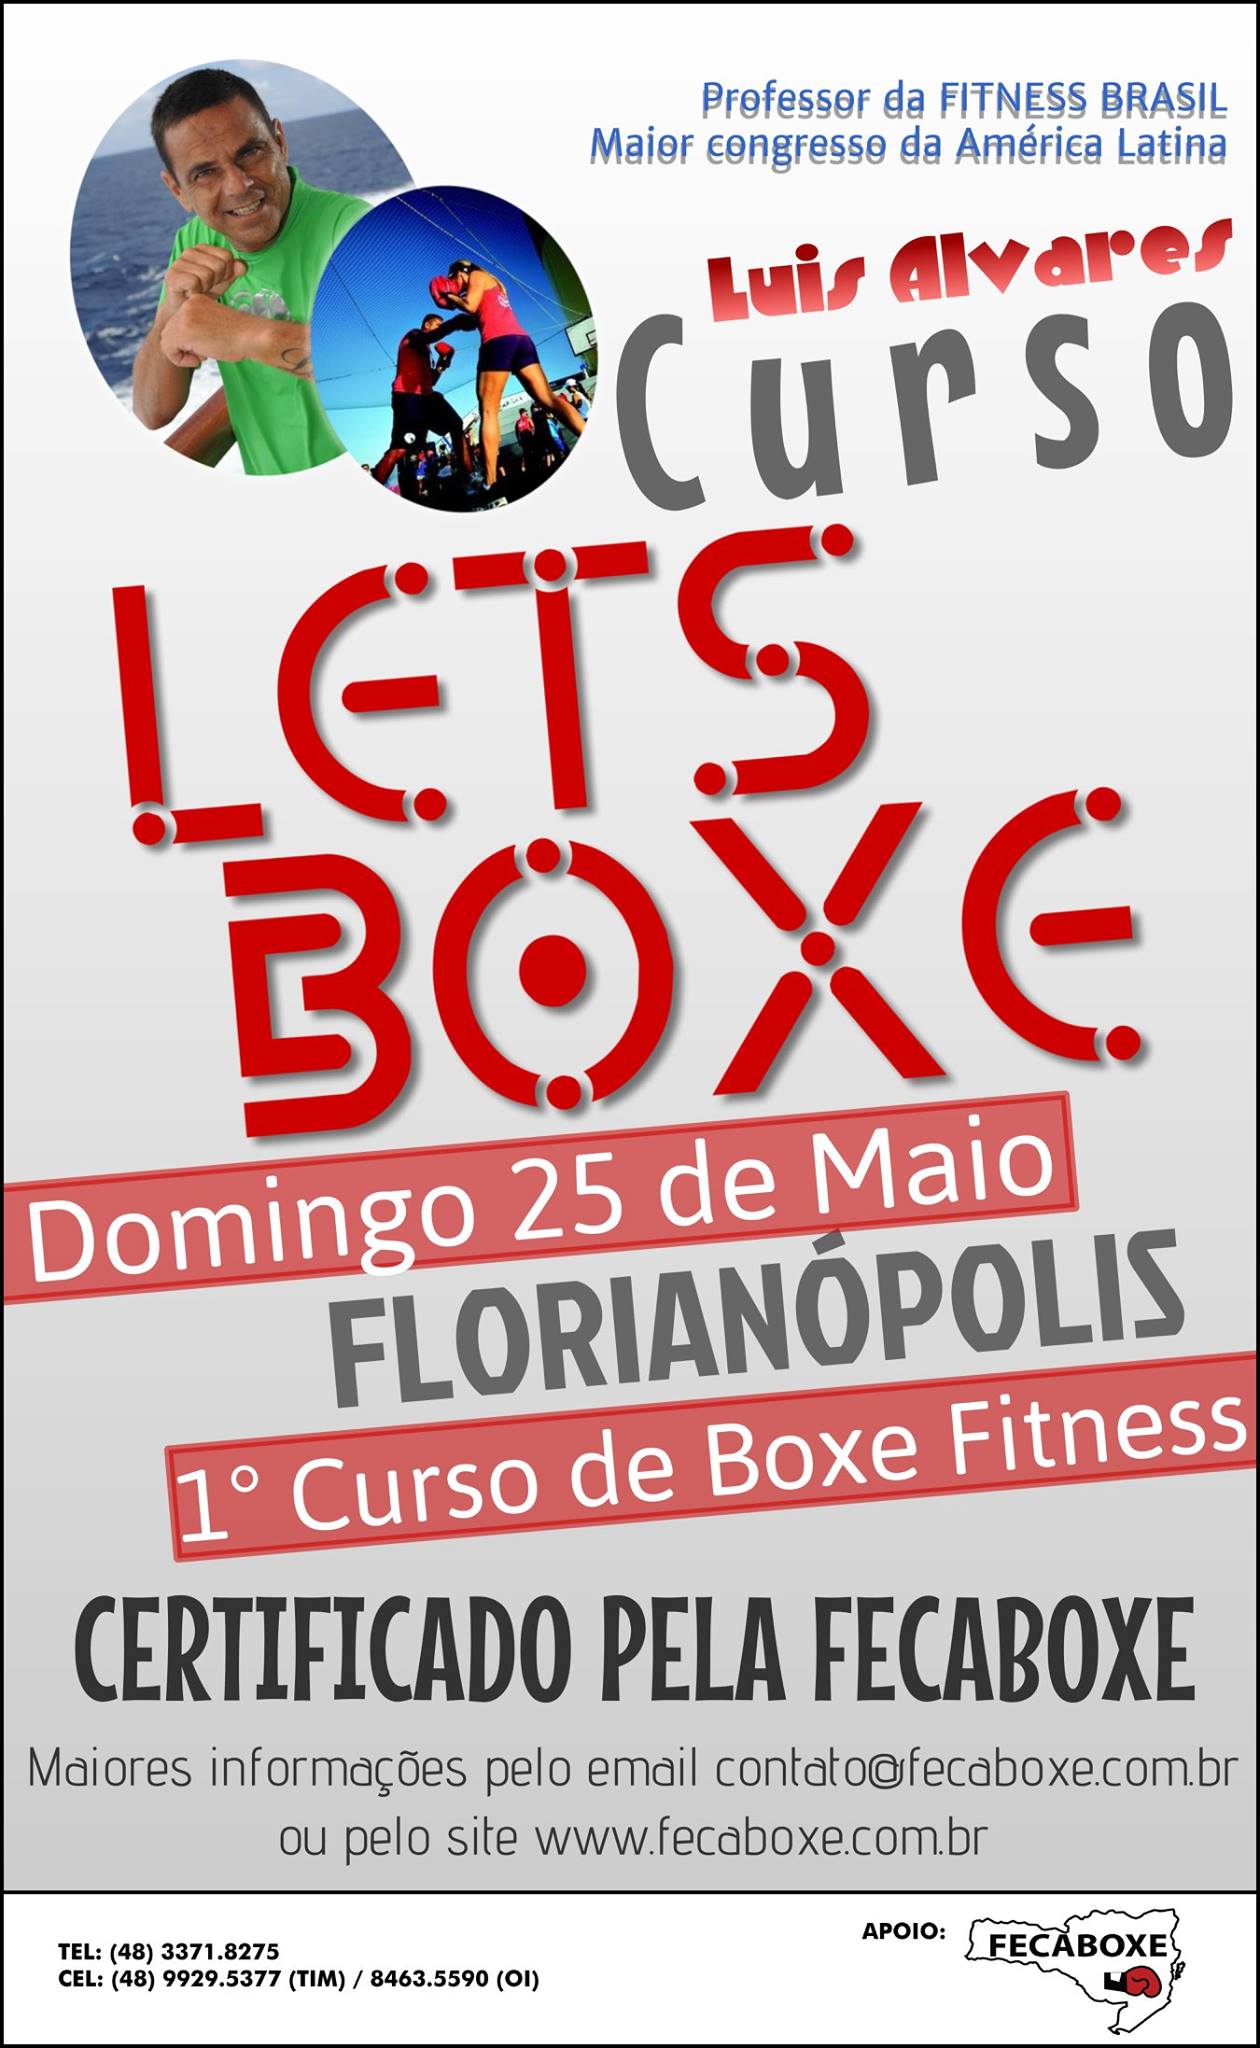 Professor da FITNESS BRASIL
Maior congresso da América Latina
Luis Alvares
Curso
LETS
BOXE
Domingo 25 de Maio
FLORIANÓPOLIS
1° Curso de Boxe Fitness
CERTIFICADO PELA FECABOXE
Maiores informações pelo email contato@fecaboxe.com.br
ou pelo site www.fecaboxe.com.br
TEL: (48) 3371.8275
CEL: (48) 9929.5377 (TIM) / 8463.5590 (OI)
APOIO:
FECABOXE